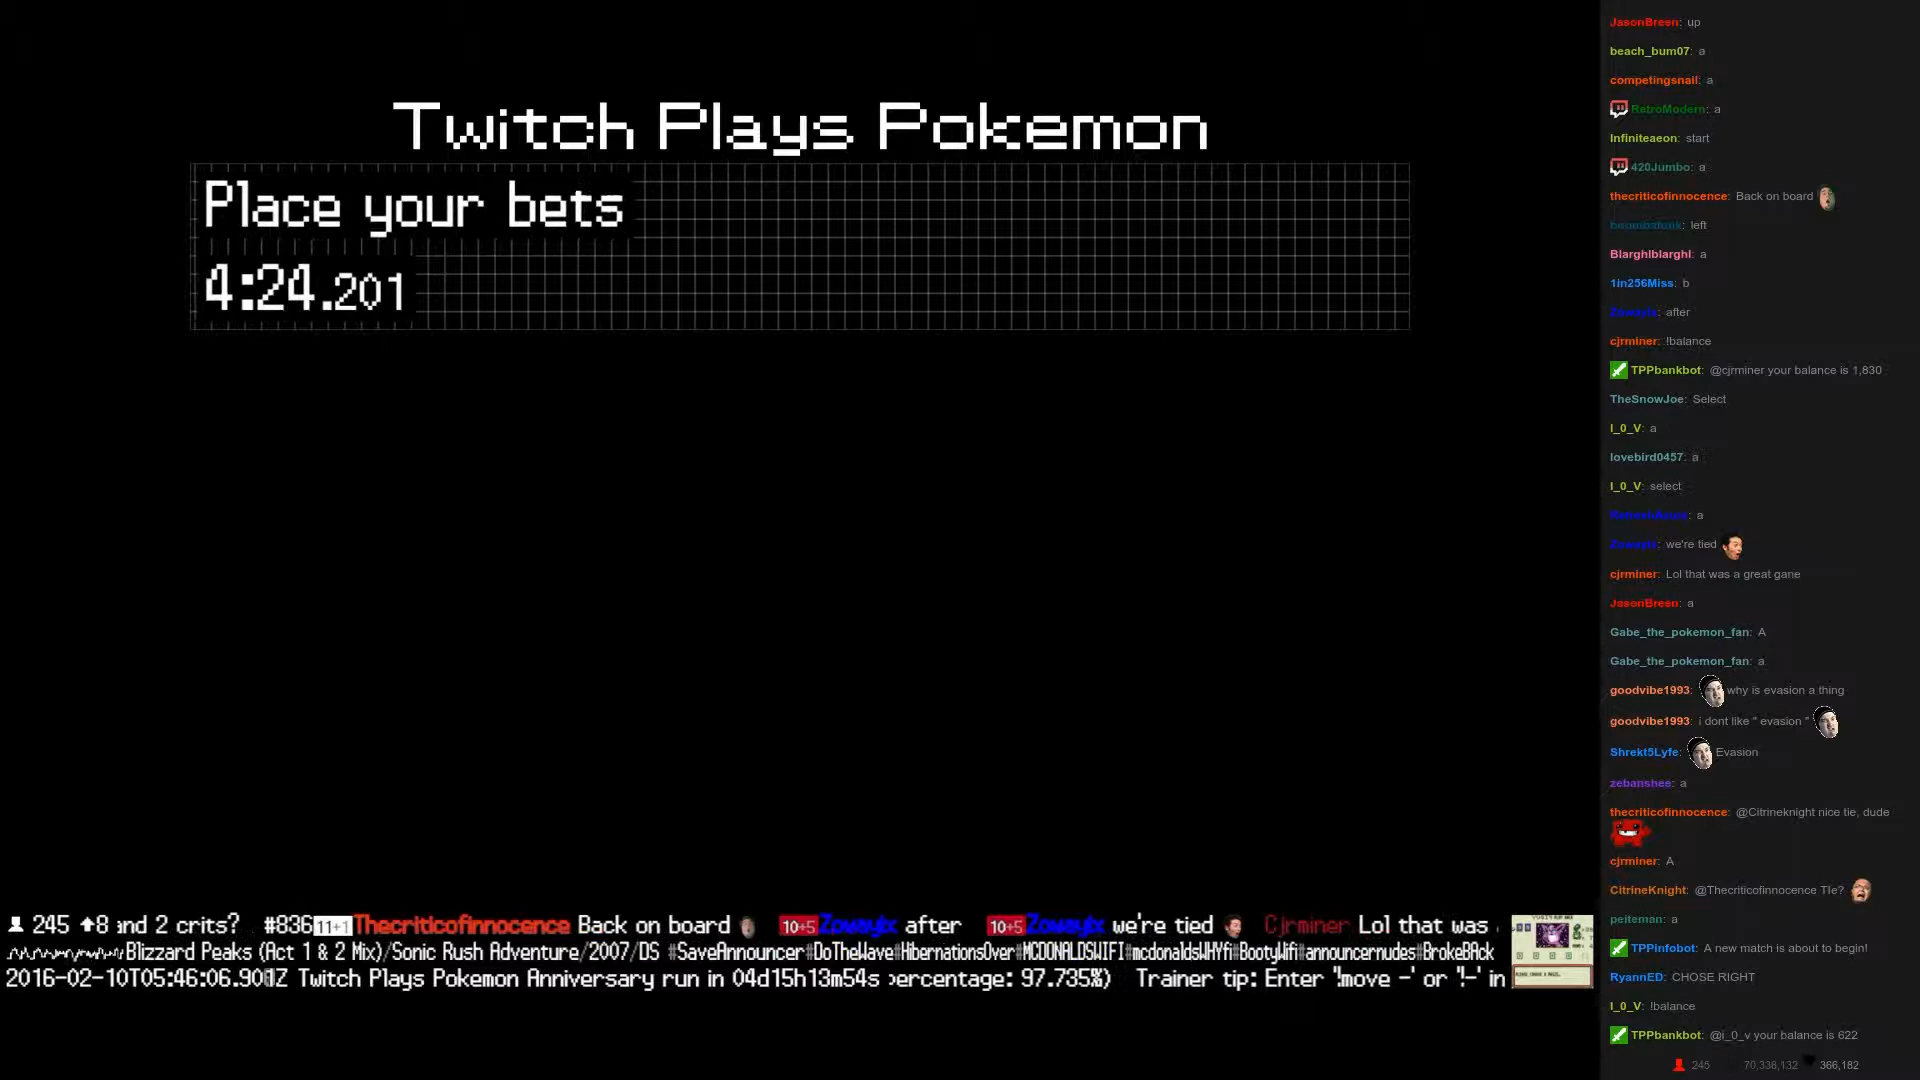 Twitch Plays Pokemon
Place your bets
4:24.201
245 8 and 2 crits? #836 11+1 Thecriticofinnocence Back on board 10+5 Zowayix after 10+5 Zowayix we're tied Cjrminer Lol that was
Blizzard Peaks (Act 1 & 2 Mix)/Sonic Rush Adventure/2007/DS #SaveAnnouncer#DoTheWave#HibernationsOver#MCDONALDSWIFI#mcdonaldsWHYfi#BootyWifi#announcernudes#BrokeBAck
2016-02-10T05:46:06.90 Z Twitch Plays Pokemon Anniversary run in 04d15h13m54s percentage: 97.735%) Trainer tip: Enter '!move -' or '!-' in
JasonBreen: up
beach_bum07: a
competingsnail: a
RetroModern: a
Infiniteaeon: start
420Jumbo: a
thecriticofinnocence: Back on board
left
Blarghlblarghl: a
1in256Miss: b
Zowayix: after
cjrminer: !balance
TPPbankbot: @cjrminer your balance is 1,830
TheSnowJoe: Select
I_0_V: a
lovebird0457: a
I_0_V: select
a
Zowayix: we're tied
cjrminer: Lol that was a great gane
JasonBreen: a
Gabe_the_pokemon_fan: A
Gabe_the_pokemon_fan: a
goodvibe1993: why is evasion a thing
goodvibe1993: i dont like " evasion "
Shrekt5Lyfe: Evasion
zebanshee: a
thecriticofinnocence: @Citrineknight nice tie, dude
cjrminer: A
CitrineKnight: @Thecriticofinnocence TIe?
peiteman: a
TPPInfobot: A new match is about to begin!
RyannED: CHOSE RIGHT
I_0_V: !balance
TPPbankbot: @i_0_v your balance is 622
245 70,338,132 366,182